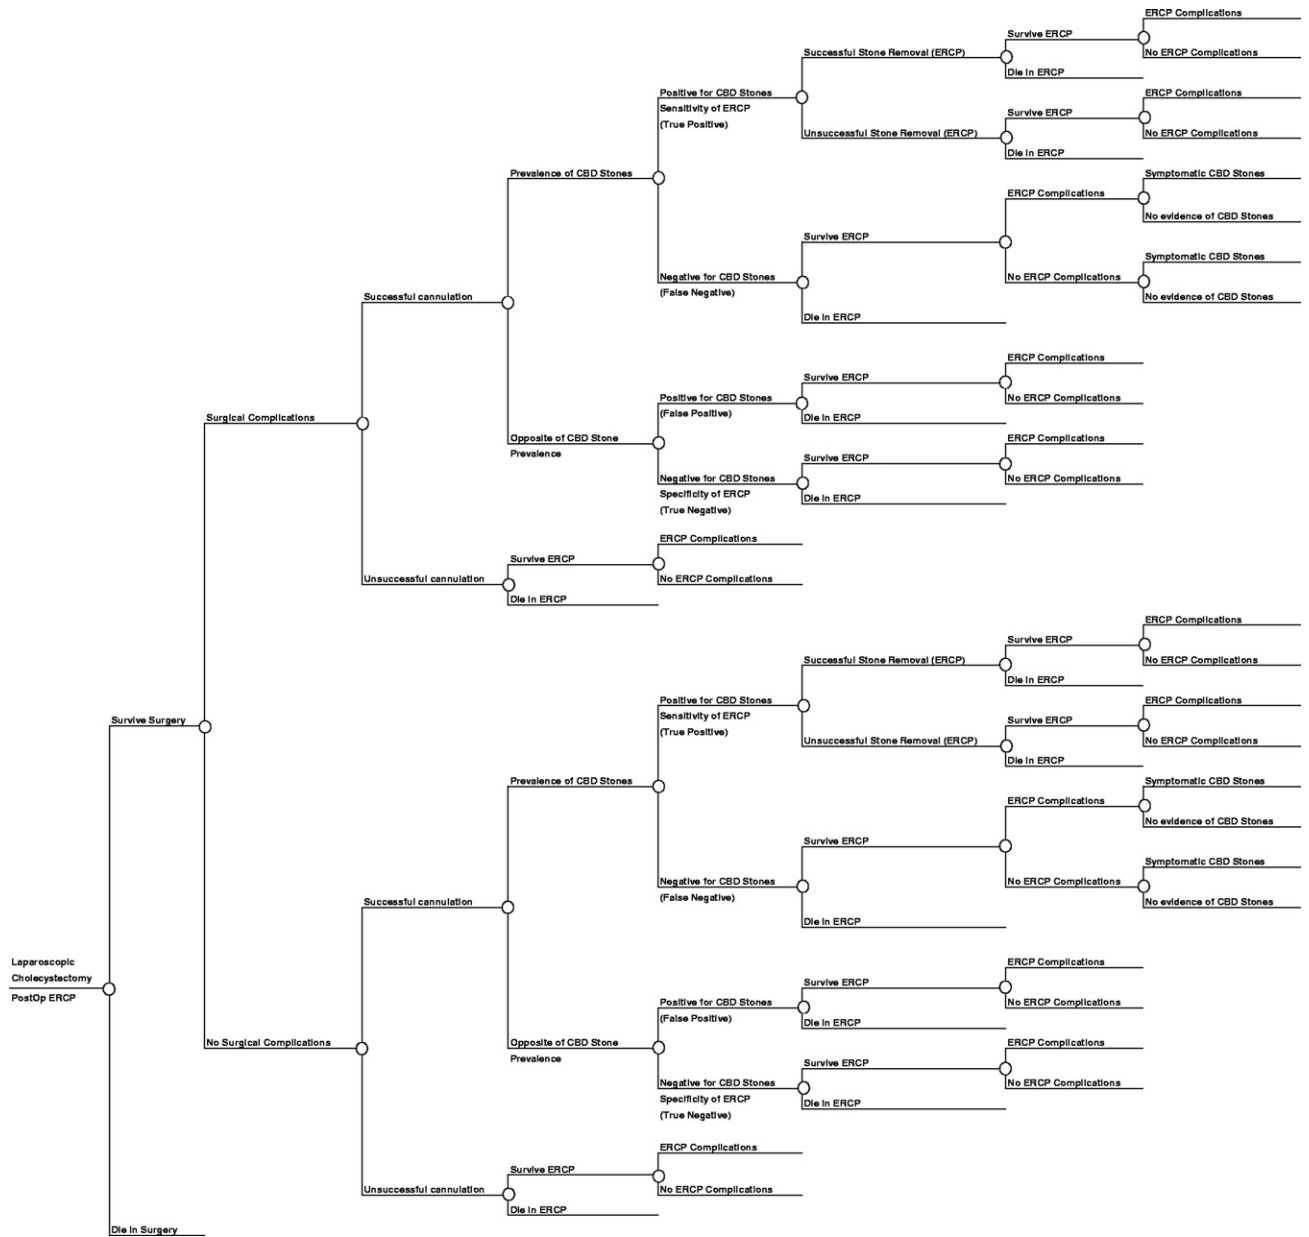 ERCP Complications
Survive ERCP
Successful Stone Removal (ERCP)
No ERCP Complications
Die in ERCP
Positive for CBD Stones
Sensitivity of ERCP
(True Positive)
ERCP Complications
Survive ERCP
Unsuccessful Stone Removal (ERCP)
No ERCP Complications
Die in ERCP
Prevalence of CBD Stones
Symptomatic CBD Stones
ERCP Complications
No evidence of CBD Stones
Survive ERCP
Symptomatic CBD Stones
Negative for CBD Stones
(False Negative)
No ERCP Complications
No evidence of CBD Stones
Successful cannulation
Die in ERCP
ERCP Complications
Survive ERCP
Positive for CBD Stones
(False Positive)
No ERCP Complications
Surgical Complications
Die in ERCP
Opposite of CBD Stone
Prevalence
ERCP Complications
Survive ERCP
Negative for CBD Stones
Specificity of ERCP
(True Negative)
No ERCP Complications
Die in ERCP
ERCP Complications
Survive ERCP
Unsuccessful cannulation
No ERCP Complications
Die in ERCP
ERCP Complications
Survive ERCP
Successful Stone Removal (ERCP)
No ERCP Complications
Die in ERCP
Positive for CBD Stones
Sensitivity of ERCP
(True Positive)
ERCP Complications
Survive Surgery
Survive ERCP
Unsuccessful Stone Removal (ERCP)
No ERCP Complications
Die in ERCP
Prevalence of CBD Stones
Symptomatic CBD Stones
ERCP Complications
No evidence of CBD Stones
Survive ERCP
Symptomatic CBD Stones
Negative for CBD Stones
(False Negative)
No ERCP Complications
No evidence of CBD Stones
Successful cannulation
Die in ERCP
Laparoscopic
Cholecystectomy
PostOp ERCP
ERCP Complications
Survive ERCP
Positive for CBD Stones
(False Positive)
No ERCP Complications
Die in ERCP
No Surgical Complications
Opposite of CBD Stone
Prevalence
ERCP Complications
Survive ERCP
Negative for CBD Stones
Specificity of ERCP
(True Negative)
No ERCP Complications
Die in ERCP
ERCP Complications
Survive ERCP
Unsuccessful cannulation
No ERCP Complications
Die in ERCP
Die in Surgery